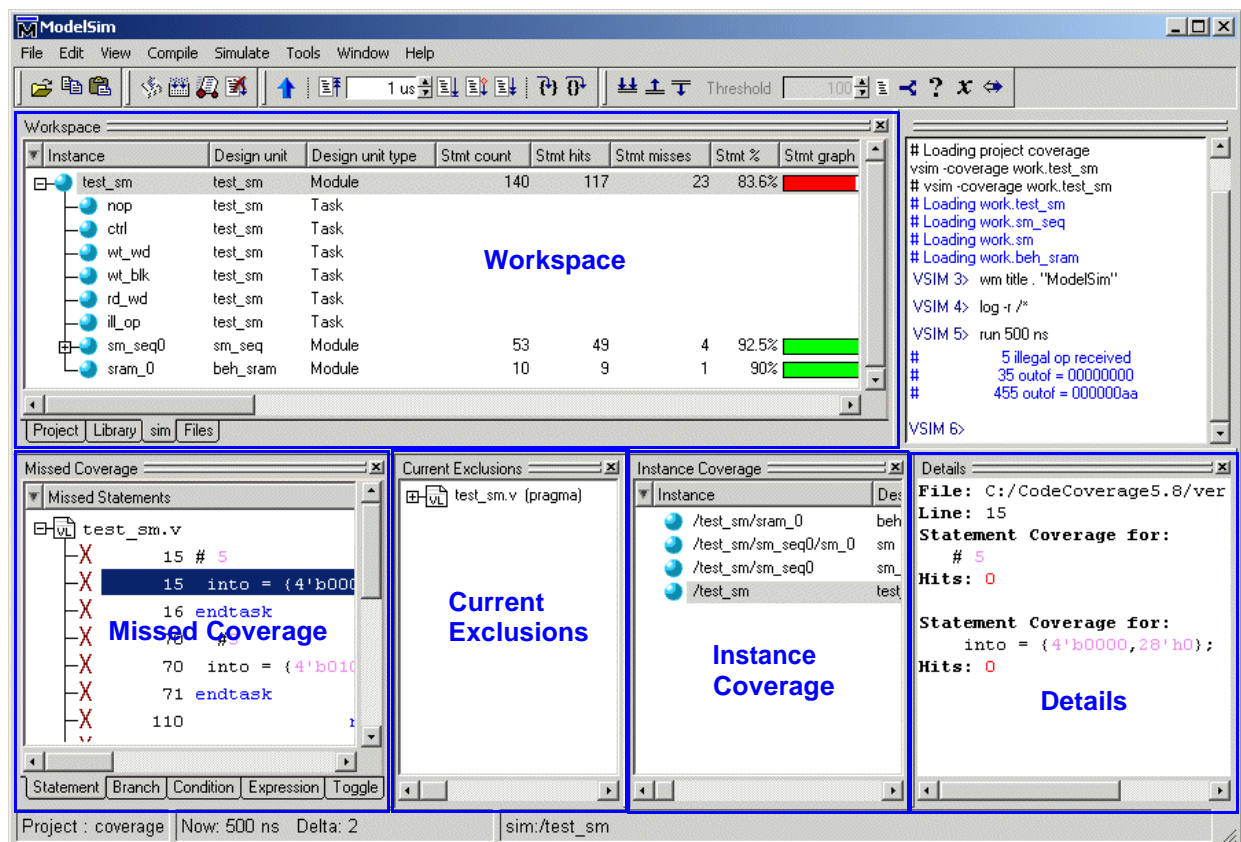 ModelSim
File Edit View Compile Simulate Tools Window Help
1 us Threshold 100 ? x
Workspace
Instance Design unit Design unit type Stmt count Stmt hits Stmt misses Stmt % Stmt graph
test_sm test_sm Module 140 117 23 83.6%
nop test_sm Task
ctrl test_sm Task
wt_wd test_sm Task
wt_blk test_sm Task
rd_wd test_sm Task
ill_op test_sm Task
sm_seq0 sm_seq Module 53 49 4 92.5%
sram_0 beh_sram Module 10 9 1 90%
Workspace
Project Library sim Files
# Loading project coverage
vsim -coverage work.test_sm
# vsim -coverage work.test_sm
# Loading work.test_sm
# Loading work.sm_seq
# Loading work.sm
# Loading work.beh_sram
VSIM 3> wm title . "ModelSim"
VSIM 4> log -r /*
VSIM 5> run 500 ns
# 5 illegal op received
# 35 outof = 00000000
# 455 outof = 000000aa
VSIM 6>
Missed Coverage
Missed Statements
test_sm.v
15 # 5
15 into = {4'b000
16 endtask
70 #5
70 into = {4'b010
71 endtask
110
Missed Coverage
Statement Branch Condition Expression Toggle
Current Exclusions
test_sm.v (pragma)
Current
Exclusions
Instance Coverage
Instance Des
/test_sm/sram_0 beh
/test_sm/sm_seq0/sm_0 sm
/test_sm/sm_seq0 sm_
/test_sm test_
Instance
Coverage
Details
File: C:/CodeCoverage5.8/ver
Line: 15
Statement Coverage for:
# 5
Hits: 0
Statement Coverage for:
into = {4'b0000,28'h0};
Hits: 0
Details
Project : coverage Now: 500 ns Delta: 2 sim:/test_sm